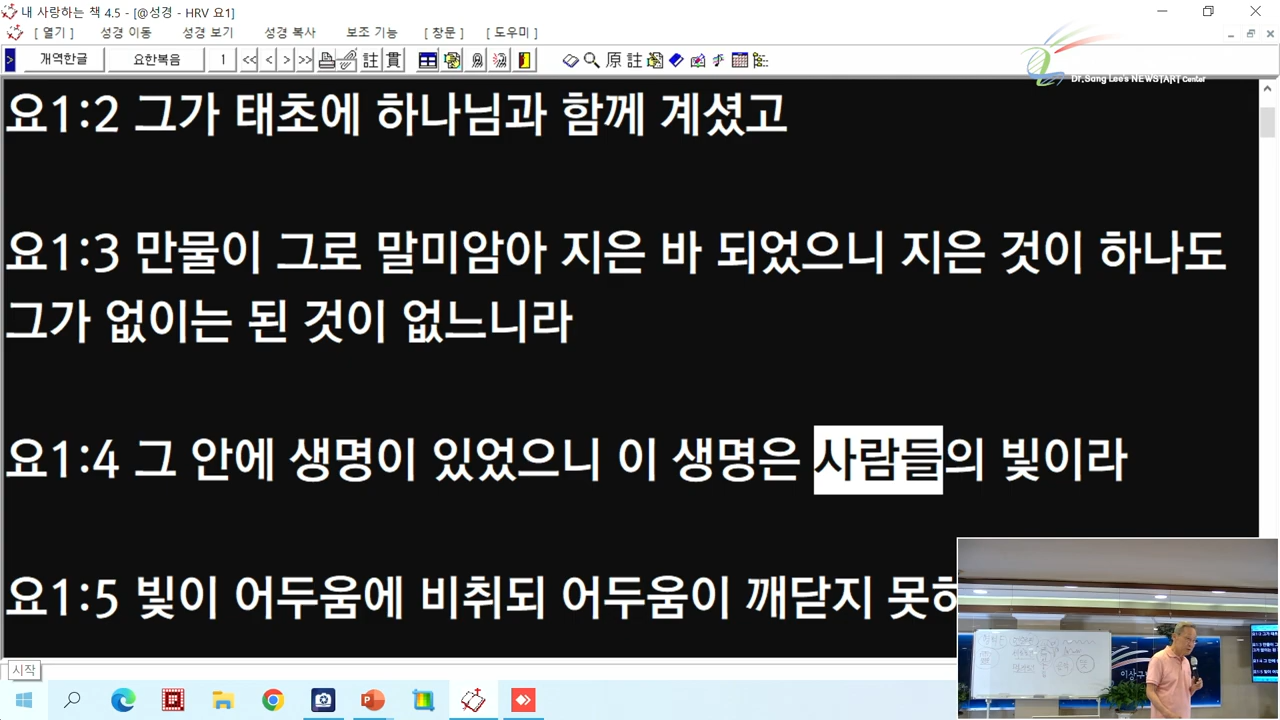 내 사랑하는 책 4.5 - [@성경 - HRV 요1]
[ 열기 ] 성경 이동 성경 보기 성경 복사 보조 기능 [ 창문 ] [ 도우미 ]
> 개역한글 요한복음 1 << < > >> 註 貫 原 註
Dr.Sang Lee's NEWSTART Center
요1:2 그가 태초에 하나님과 함께 계셨고
요1:3 만물이 그로 말미암아 지은 바 되었으니 지은 것이 하나도
그가 없이는 된 것이 없느니라
요1:4 그 안에 생명이 있었으니 이 생명은 사람들의 빛이라
요1:5 빛이 어두움에 비취되 어두움이 깨닫지 못하
이상구
시작